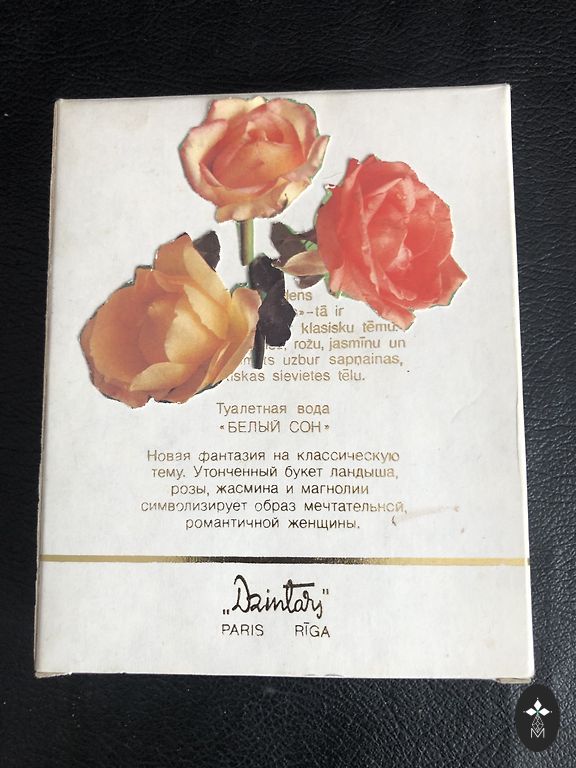 dens
»–tā ir
klasisku tēmu.
rožu, jasmīnu un
uzbur sapņainas,
sievietes tēlu.
Туалетная вода
«БЕЛЫЙ СОН»
Новая фантазия на классическую
тему. Утонченный букет ландыша,
розы, жасмина и магнолии
символизирует образ мечтательной,
романтичной женщины.
„Dzintars"
PARIS RĪGA
M